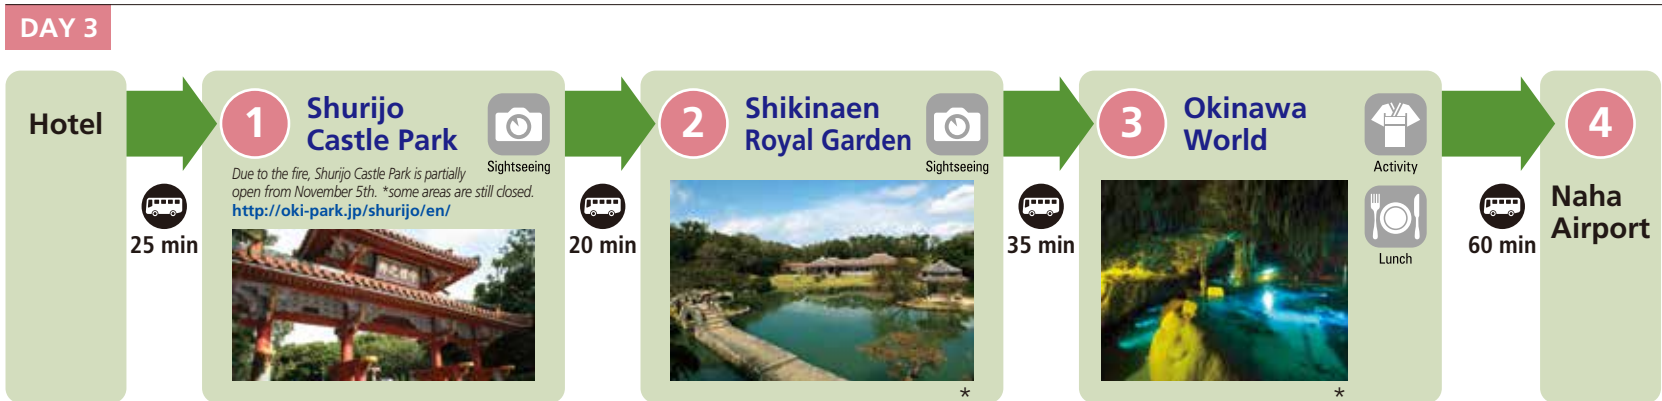 DAY 3
Hotel
25 min
1
Shurijo
Castle Park
Sightseeing
Due to the fire, Shurijo Castle Park is partially
open from November 5th. *some areas are still closed.
http://oki-park.jp/shurijo/en/
20 min
2
Shikinaen
Royal Garden
Sightseeing
*
35 min
3
Okinawa
World
Activity
Lunch
*
60 min
4
Naha
Airport